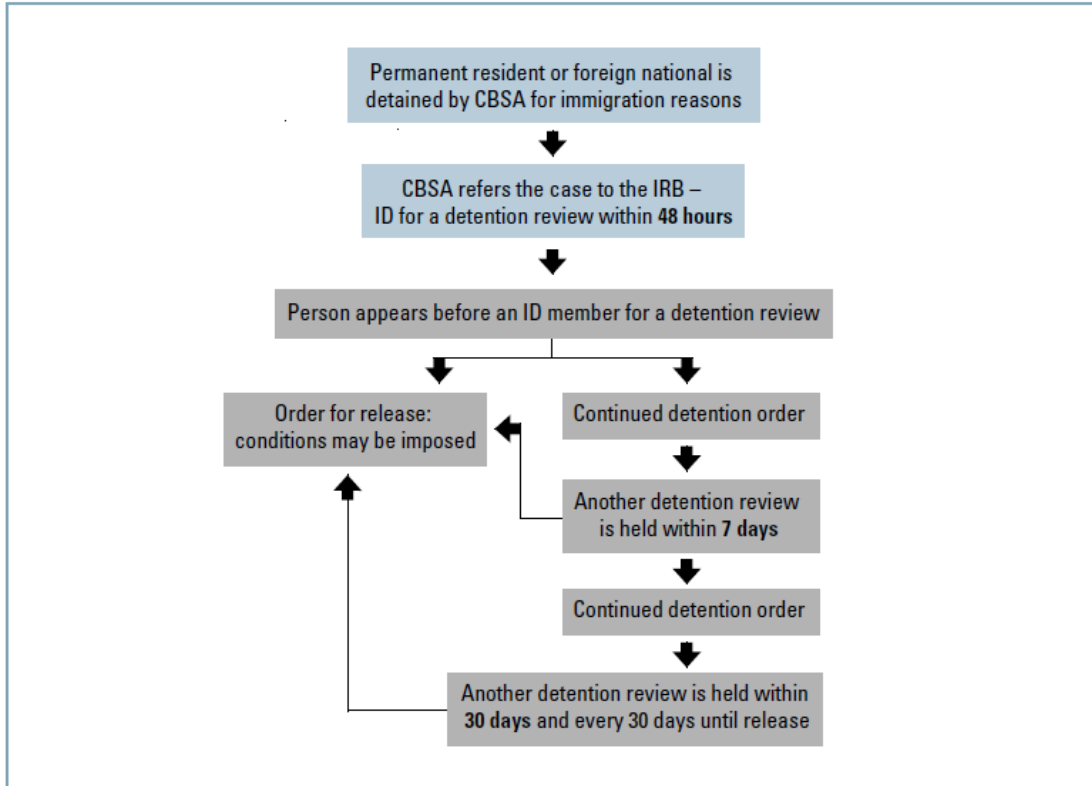 Permanent resident or foreign national is
detained by CBSA for immigration reasons
CBSA refers the case to the IRB –
ID for a detention review within 48 hours
Person appears before an ID member for a detention review
Order for release:
conditions may be imposed
Continued detention order
Another detention review
is held within 7 days
Continued detention order
Another detention review is held within
30 days and every 30 days until release